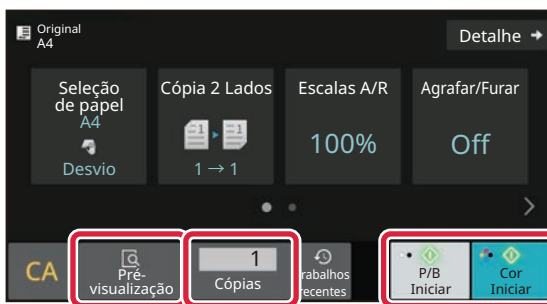 Original
A4
Detalhe
Seleção
de papel
A4
Desvio
Cópia 2 Lados
1 → 1
Escalas A/R
100%
Agrafar/Furar
Off
CA
Pré-
visualização
1
Cópias
rabalhos
recentes
P/B
Iniciar
Cor
Iniciar